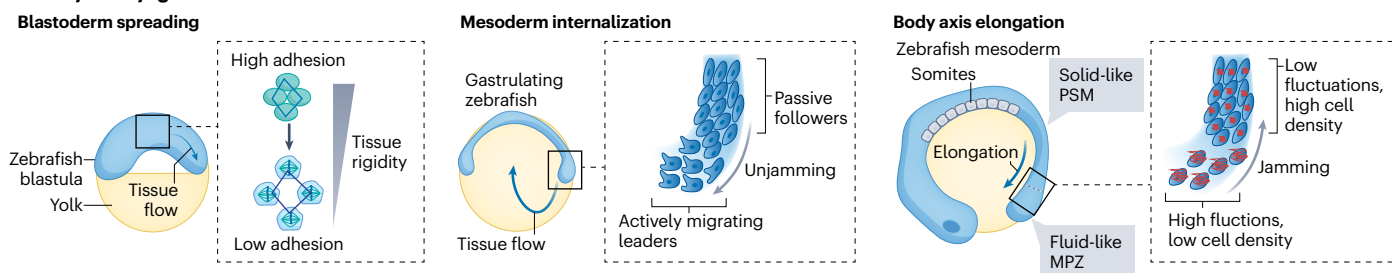 Blastoderm spreading
High adhesion
Tissue
rigidity
Zebrafish
blastula
Yolk
Tissue
flow
Low adhesion
Mesoderm internalization
Gastrulating
zebrafish
Tissue flow
Passive
followers
Unjamming
Actively migrating
leaders
Body axis elongation
Zebrafish mesoderm
Somites
Solid-like
PSM
Elongation
Fluid-like
MPZ
Low
fluctuations,
high cell
density
Jamming
High fluctions,
low cell density